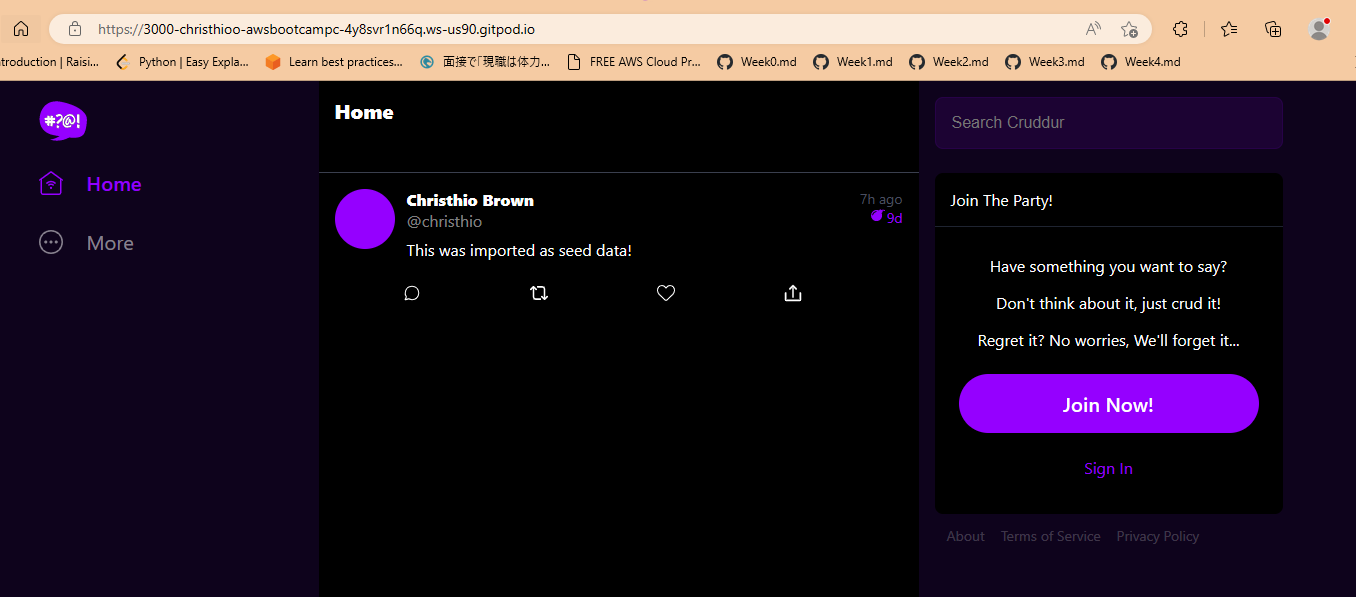 https://3000-christhioo-awsbootcampc-4y8svr1n66q.ws-us90.gitpod.io
ntroduction | Raisi... Python | Easy Expla... Learn best practices... 面接で｢現職は体力... FREE AWS Cloud Pr... Week0.md Week1.md Week2.md Week3.md Week4.md
#?@!
Home
More
Home
Christhio Brown
7h ago
@christhio
9d
This was imported as seed data!
Search Cruddur
Join The Party!
Have something you want to say?
Don't think about it, just crud it!
Regret it? No worries, We'll forget it...
Join Now!
Sign In
About Terms of Service Privacy Policy